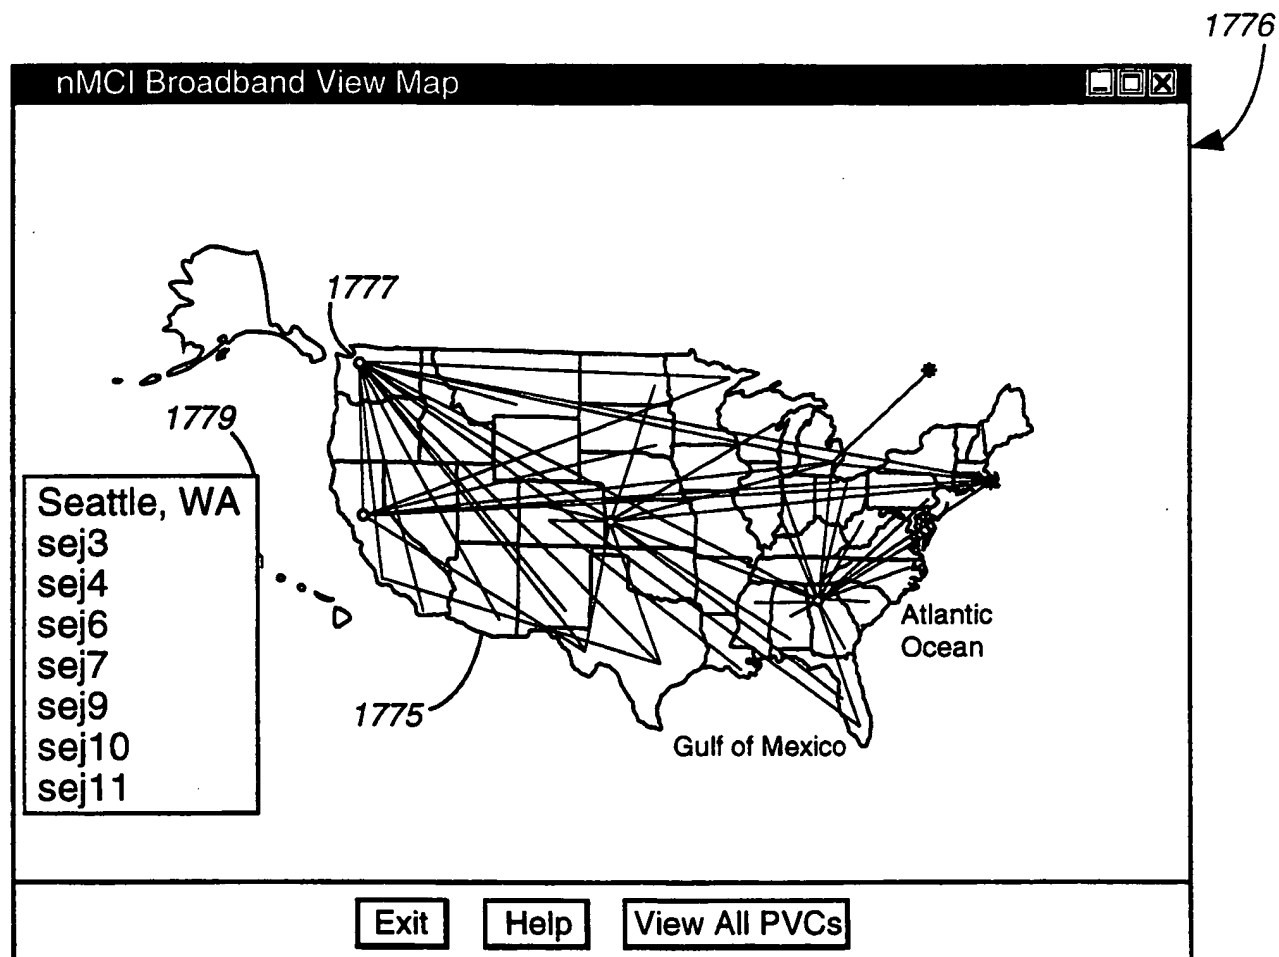 1776
nMCI Broadband View Map
1777
1779
Seattle, WA
sej3
sej4
sej6
sej7
sej9
sej10
sej11
Atlantic
Ocean
1775
Gulf of Mexico
Exit
Help
View All PVCs